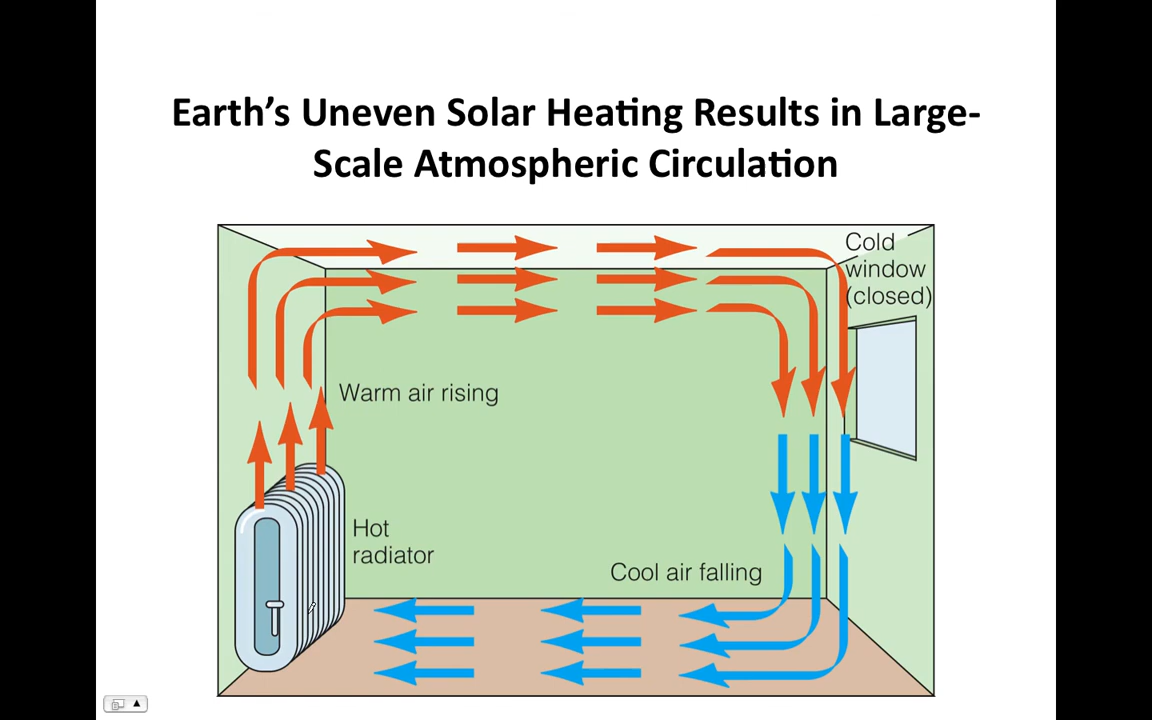 Earth's Uneven Solar Heating Results in Large-
Scale Atmospheric Circulation
Cold
window
(closed)
Warm air rising
Hot
radiator
Cool air falling